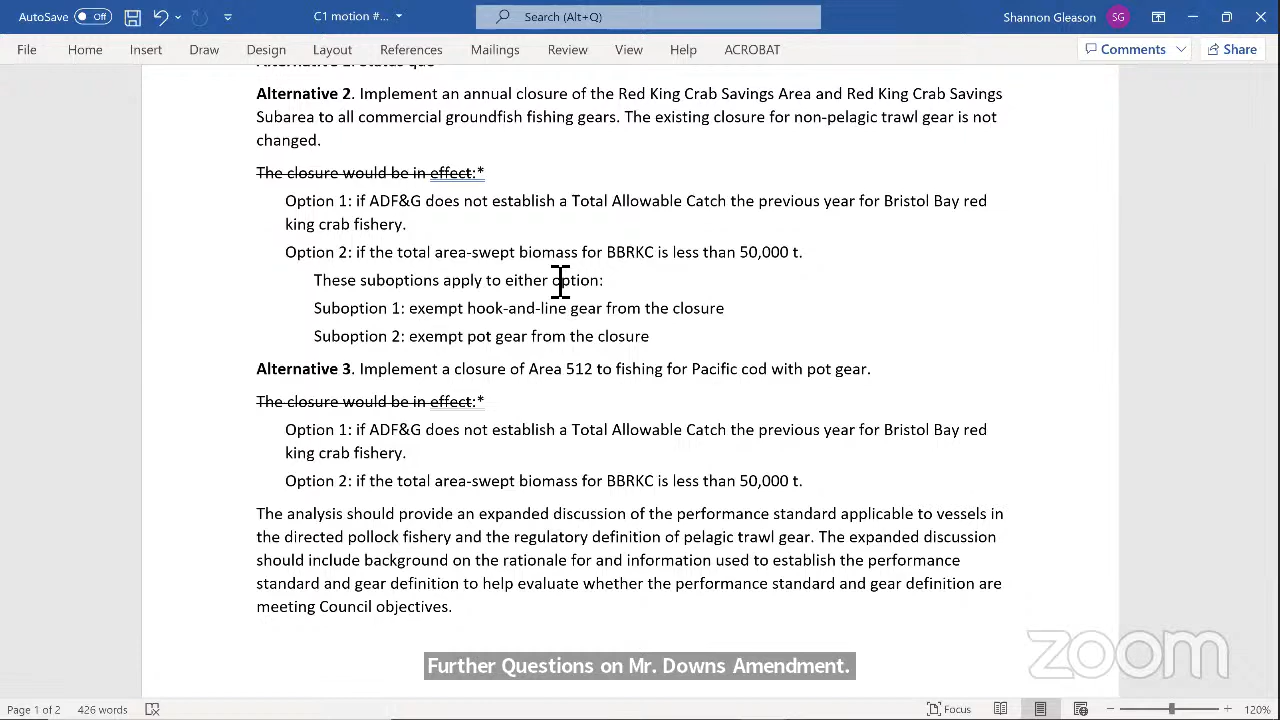 AutoSave Off C1 motion #... Search (Alt+Q) Shannon Gleason SG
File Home Insert Draw Design Layout References Mailings Review View Help ACROBAT Comments Share
Alternative 2. Implement an annual closure of the Red King Crab Savings Area and Red King Crab Savings
Subarea to all commercial groundfish fishing gears. The existing closure for non-pelagic trawl gear is not
changed.
The closure would be in effect:*
Option 1: if ADF&G does not establish a Total Allowable Catch the previous year for Bristol Bay red
king crab fishery.
Option 2: if the total area-swept biomass for BBRKC is less than 50,000 t.
These suboptions apply to either option:
Suboption 1: exempt hook-and-line gear from the closure
Suboption 2: exempt pot gear from the closure
Alternative 3. Implement a closure of Area 512 to fishing for Pacific cod with pot gear.
The closure would be in effect:*
Option 1: if ADF&G does not establish a Total Allowable Catch the previous year for Bristol Bay red
king crab fishery.
Option 2: if the total area-swept biomass for BBRKC is less than 50,000 t.
The analysis should provide an expanded discussion of the performance standard applicable to vessels in
the directed pollock fishery and the regulatory definition of pelagic trawl gear. The expanded discussion
should include background on the rationale for and information used to establish the performance
standard and gear definition to help evaluate whether the performance standard and gear definition are
meeting Council objectives.
zoom
Further Questions on Mr. Downs Amendment.
Page 1 of 2 426 words Focus 120%